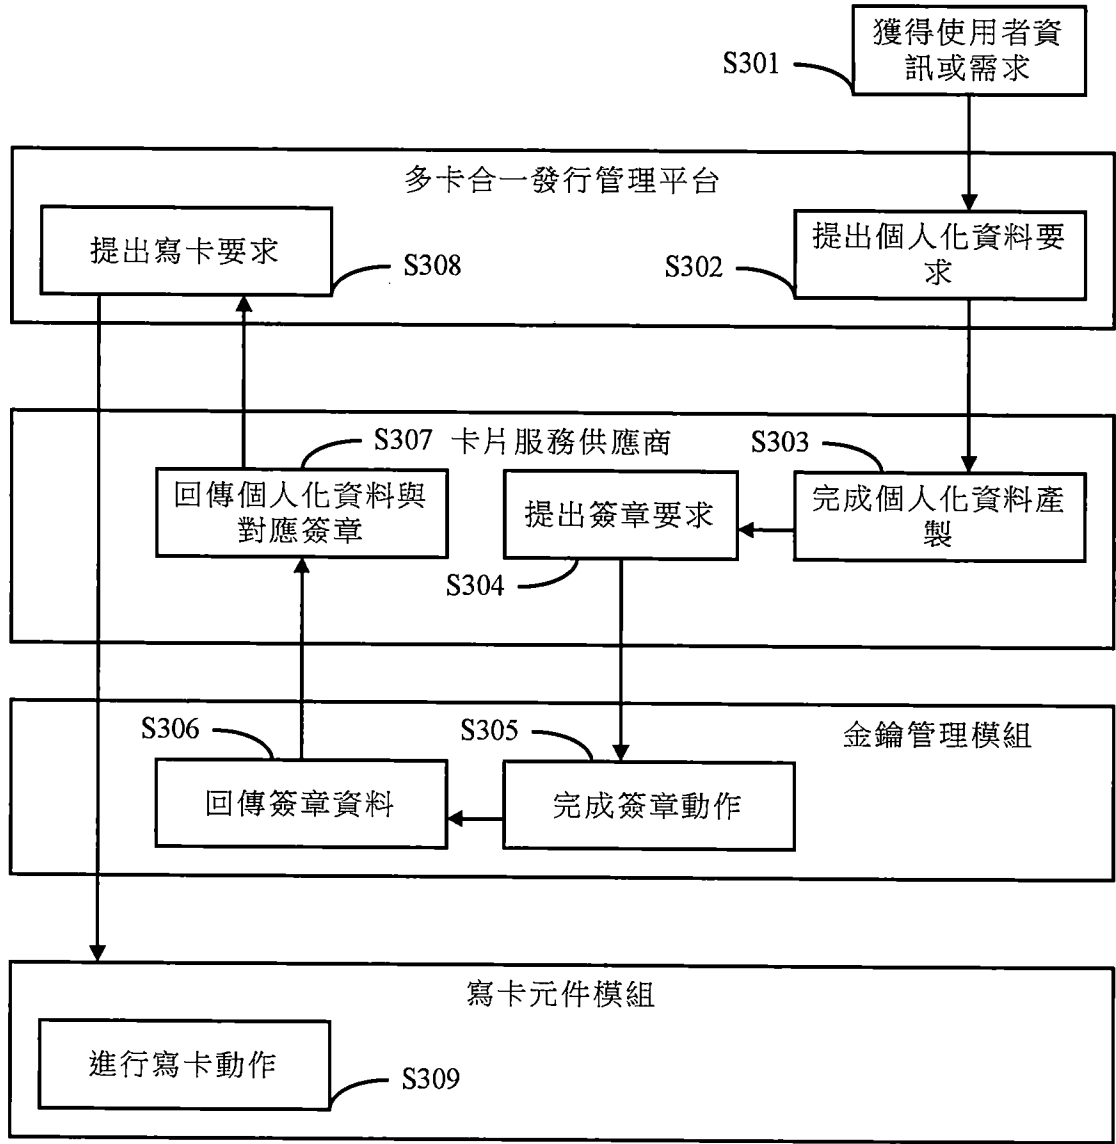 獲得使用者資
訊或需求
S301
多卡合一發行管理平台
提出寫卡要求
S308
提出個人化資料要
求
S302
S307
卡片服務供應商
S303
回傳個人化資料與
對應簽章
提出簽章要求
完成個人化資料產
製
S304
S306
S305
金鑰管理模組
回傳簽章資料
完成簽章動作
寫卡元件模組
進行寫卡動作
S309